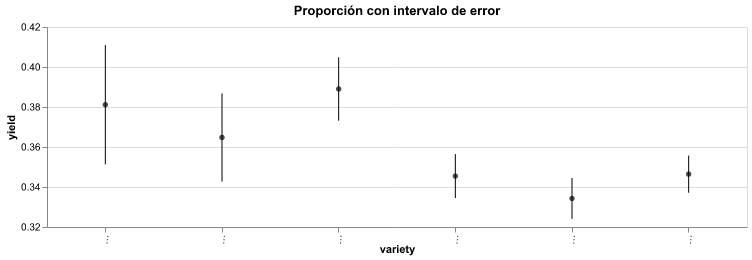 Proporción con intervalo de error
0.42
0.40
0.38
0.36
0.34
0.32
yield
… … … … … …
variety